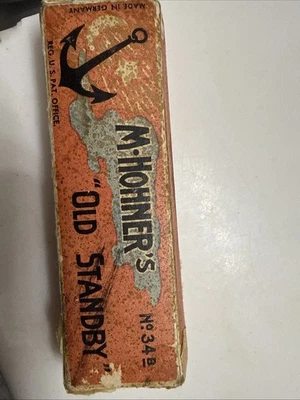 MADE IN GERMANY
REG. U.S. PAT. OFFICE.
M. HOHNER'S
"OLD STANDBY"
No. 34B